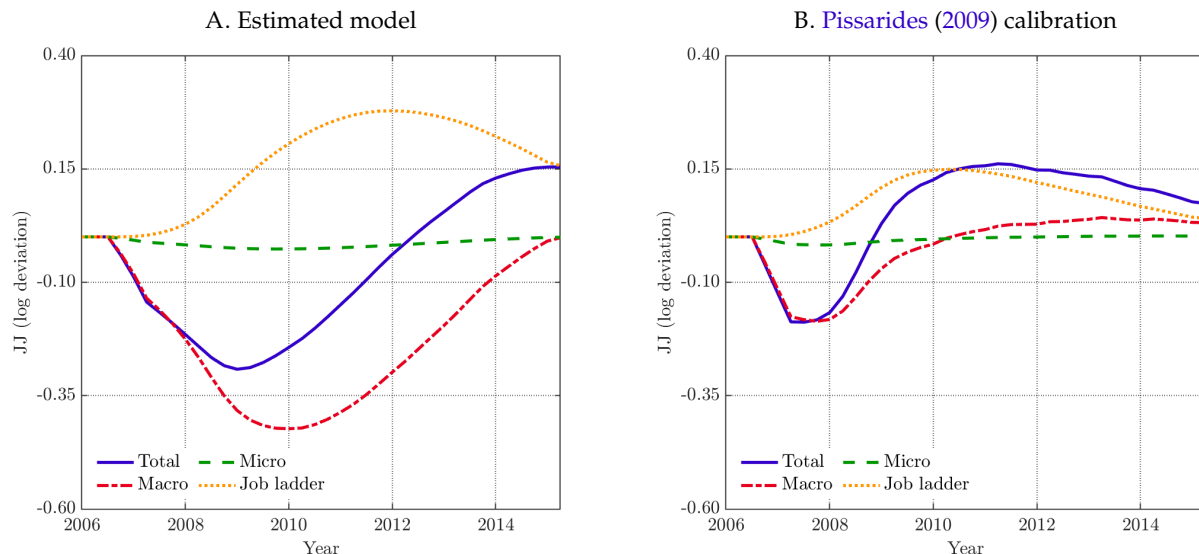 A. Estimated model
0.40
0.15
-0.10
-0.35
-0.60
JJ (log deviation)
Total
Micro
Macro
Job ladder
2006
2008
2010
2012
2014
Year
B. Pissarides (2009) calibration
0.40
0.15
-0.10
-0.35
-0.60
JJ (log deviation)
Total
Micro
Macro
Job ladder
2006
2008
2010
2012
2014
Year